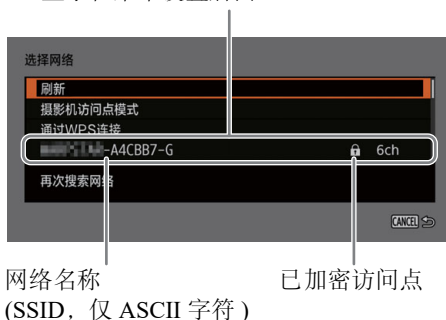 选择网络
刷新
摄影机访问点模式
通过WPS连接
-A4CBB7-G 6ch
再次搜索网络
CANCEL
网络名称
已加密访问点
(SSID，仅 ASCII 字符 )